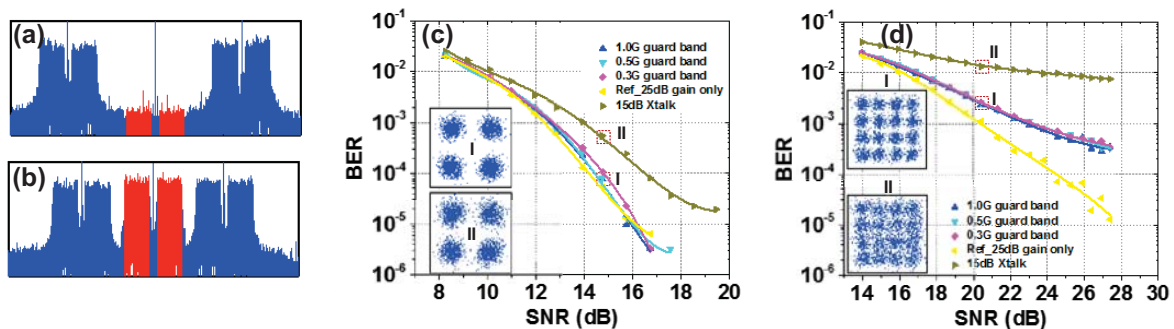 (a)
(b)
(c)
10⁻¹
10⁻²
10⁻³
10⁻⁴
10⁻⁵
10⁻⁶
BER
1.0G guard band
0.5G guard band
0.3G guard band
Ref_25dB gain only
15dB Xtalk
II
I
I
II
8 10 12 14 16 18 20
SNR (dB)
(d)
10⁻¹
10⁻²
10⁻³
10⁻⁴
10⁻⁵
10⁻⁶
BER
II
I
I
II
1.0G guard band
0.5G guard band
0.3G guard band
Ref_25dB gain only
15dB Xtalk
14 16 18 20 22 24 26 28
SNR (dB)